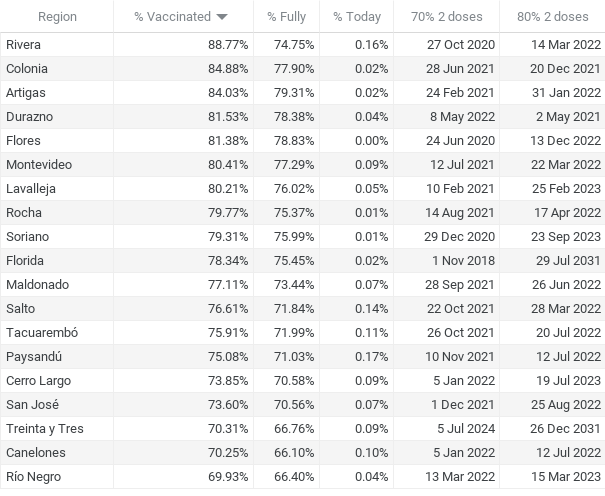 Region % Vaccinated % Fully % Today 70% 2 doses 80% 2 doses
Rivera 88.77% 74.75% 0.16% 27 Oct 2020 14 Mar 2022
Colonia 84.88% 77.90% 0.02% 28 Jun 2021 20 Dec 2021
Artigas 84.03% 79.31% 0.02% 24 Feb 2021 31 Jan 2022
Durazno 81.53% 78.38% 0.04% 8 May 2022 2 May 2021
Flores 81.38% 78.83% 0.00% 24 Jun 2020 13 Dec 2022
Montevideo 80.41% 77.29% 0.09% 12 Jul 2021 22 Mar 2022
Lavalleja 80.21% 76.02% 0.05% 10 Feb 2021 25 Feb 2023
Rocha 79.77% 75.37% 0.01% 14 Aug 2021 17 Apr 2022
Soriano 79.31% 75.99% 0.01% 29 Dec 2020 23 Sep 2023
Florida 78.34% 75.45% 0.02% 1 Nov 2018 29 Jul 2031
Maldonado 77.11% 73.44% 0.07% 28 Sep 2021 26 Jun 2022
Salto 76.61% 71.84% 0.14% 22 Oct 2021 28 Mar 2022
Tacuarembó 75.91% 71.99% 0.11% 26 Oct 2021 20 Jul 2022
Paysandú 75.08% 71.03% 0.17% 10 Nov 2021 12 Jul 2022
Cerro Largo 73.85% 70.58% 0.09% 5 Jan 2022 19 Jul 2023
San José 73.60% 70.56% 0.07% 1 Dec 2021 25 Aug 2022
Treinta y Tres 70.31% 66.76% 0.09% 5 Jul 2024 26 Dec 2031
Canelones 70.25% 66.10% 0.10% 5 Jan 2022 12 Jul 2022
Río Negro 69.93% 66.40% 0.04% 13 Mar 2022 15 Mar 2023